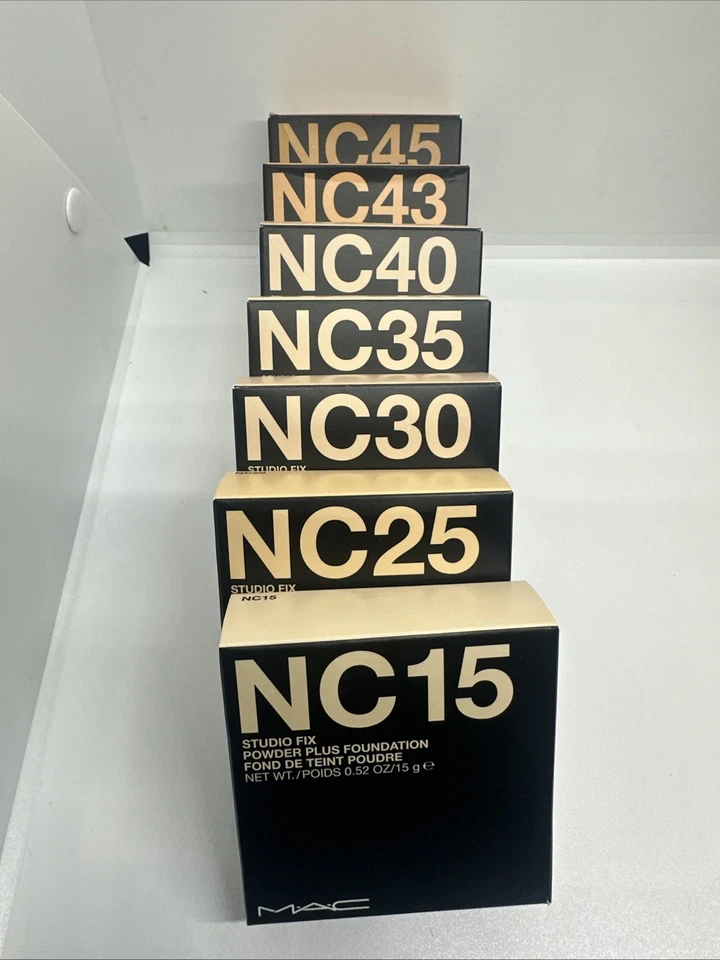 NC45
NC43
NC40
NC35
NC30
STUDIO FIX
NC25
STUDIO FIX
NC15
NC15
STUDIO FIX
POWDER PLUS FOUNDATION
FOND DE TEINT POUDRE
NET WT./POIDS 0.52 OZ/15 g ℮
MAC